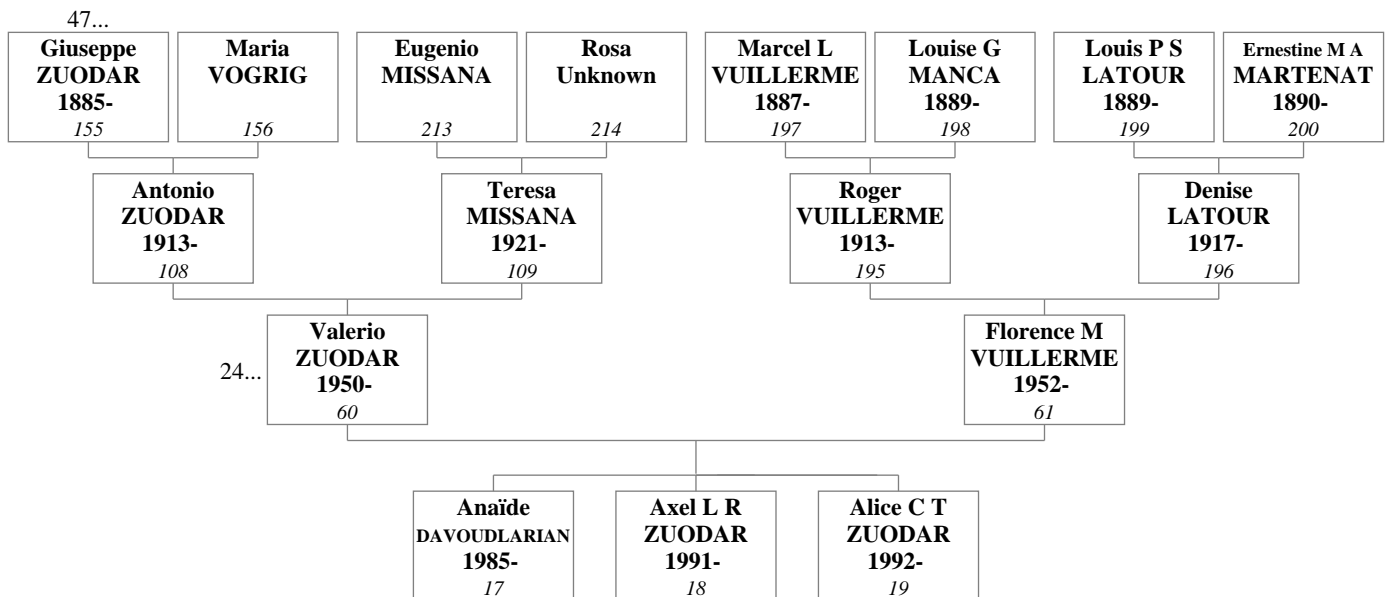 47...
Giuseppe
ZUODAR
1885-
155
Maria
VOGRIG
156
Eugenio
MISSANA
213
Rosa
Unknown
214
Marcel L
VUILLERME
1887-
197
Louise G
MANCA
1889-
198
Louis P S
LATOUR
1889-
199
Ernestine M A
MARTENAT
1890-
200
Antonio
ZUODAR
1913-
108
Teresa
MISSANA
1921-
109
Roger
VUILLERME
1913-
195
Denise
LATOUR
1917-
196
24...
Valerio
ZUODAR
1950-
60
Florence M
VUILLERME
1952-
61
Anaïde
DAVOUDLARIAN
1985-
17
Axel L R
ZUODAR
1991-
18
Alice C T
ZUODAR
1992-
19